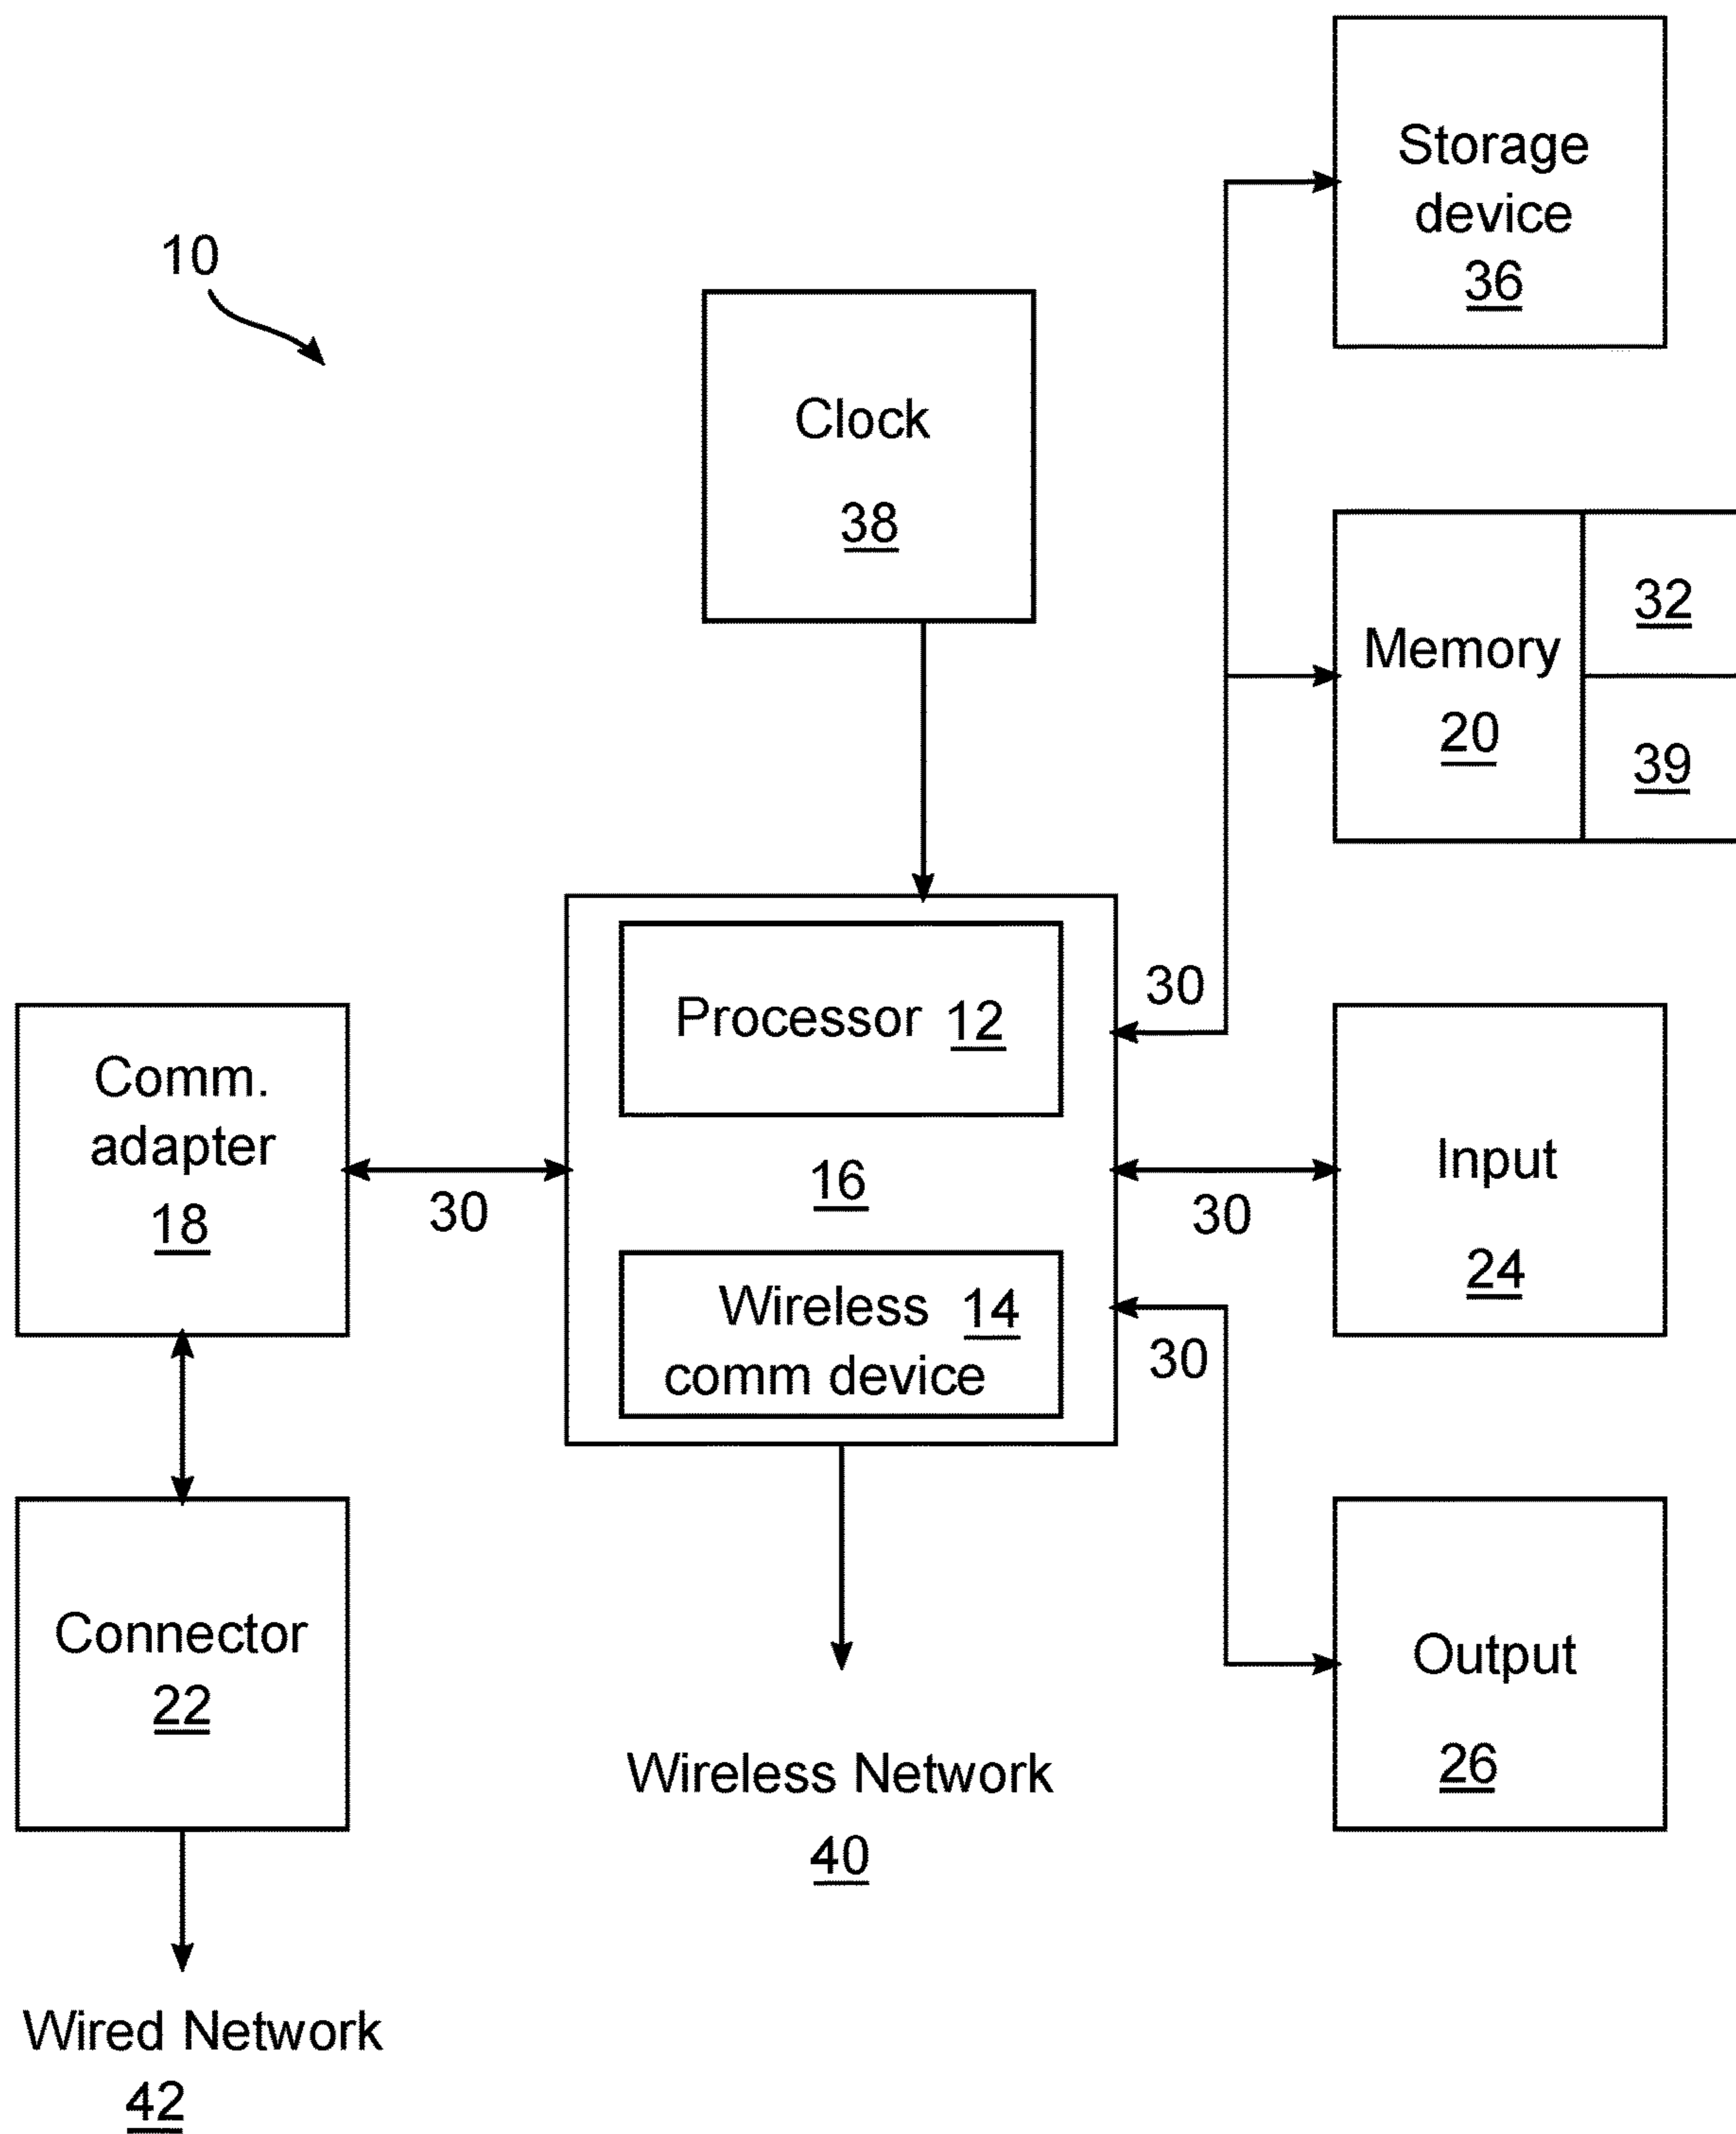 10
Storage
device
36
Clock
38
Memory
20
32
39
Processor 12
30
Comm.
adapter
18
30
16
30
Input
24
Wireless 14
comm device
30
Connector
22
Output
26
Wireless Network
40
Wired Network
42